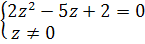 2z² − 5z + 2 = 0
z ≠ 0